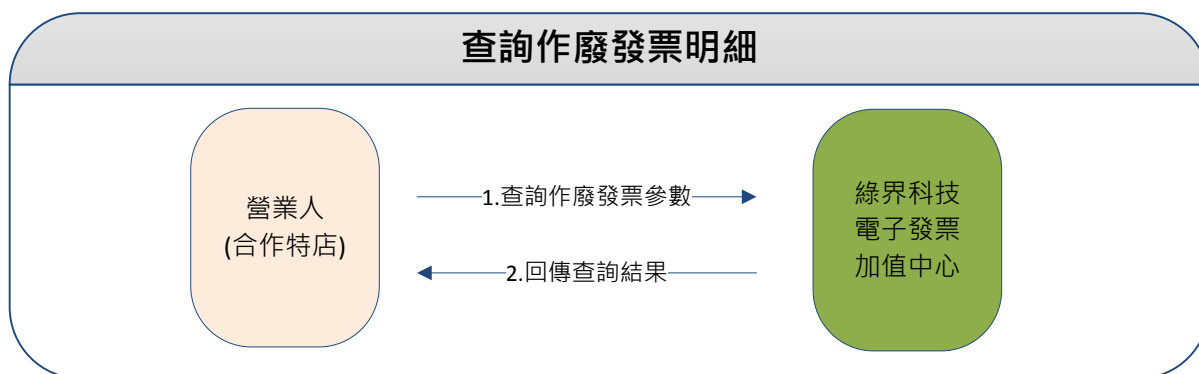 查詢作廢發票明細
營業人
(合作特店)
1.查詢作廢發票參數
2.回傳查詢結果
綠界科技
電子發票
加值中心